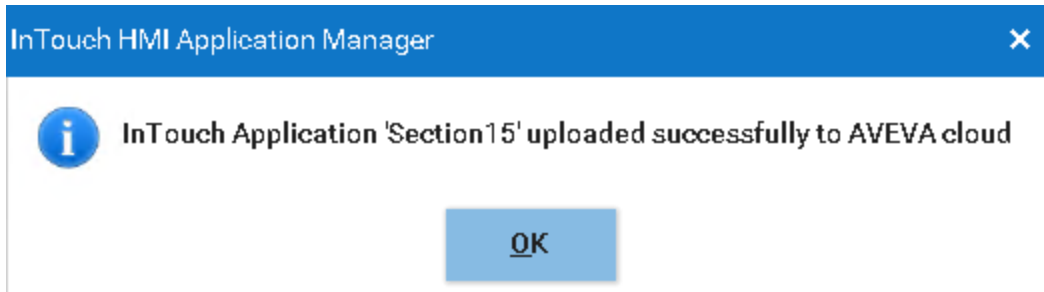 InTouch HMI Application Manager
InTouch Application 'Section15' uploaded successfully to AVEVA cloud
OK